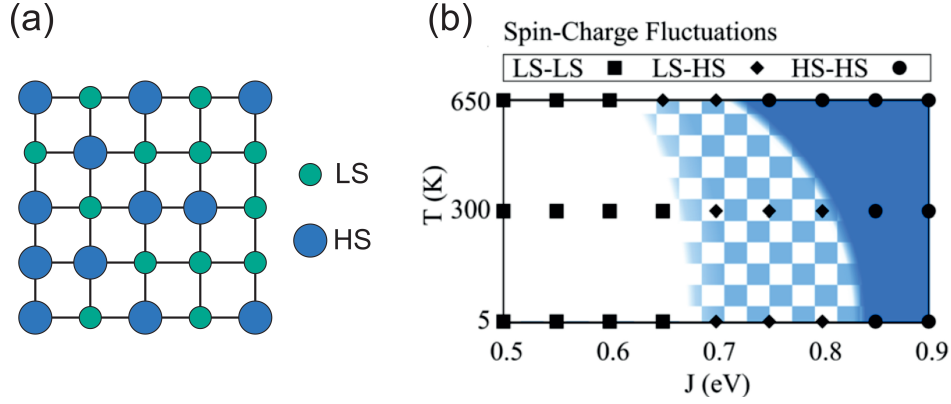 (a)
LS
HS
(b)
Spin-Charge Fluctuations
LS-LS ■ LS-HS ◆ HS-HS ●
650
300
5
T (K)
0.5 0.6 0.7 0.8 0.9
J (eV)